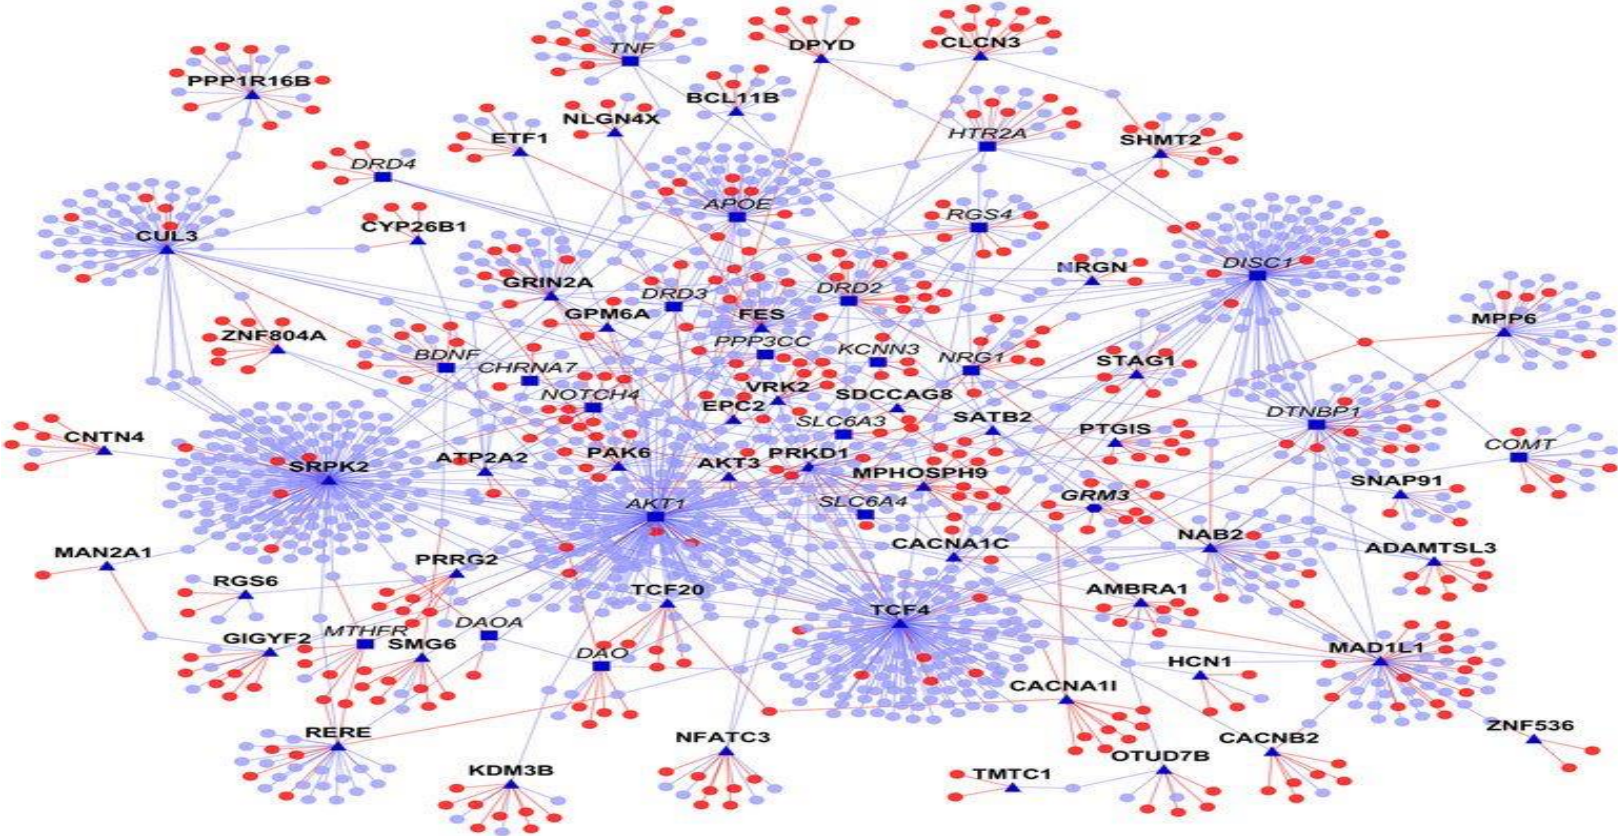 TNF
DPYD
CLCN3
PPP1R16B
BCL11B
NLGN4X
ETF1
HTR2A
SHMT2
DRD4
APOE
RGS4
CYP26B1
CUL3
DISC1
NRGN
GRIN2A
DRD3
DRD2
GPM6A
FES
MPP6
ZNF804A
PPP3CC
KCNN3
BDNF
NRG1
STAG1
CHRNA7
VRK2
NOTCH4
SDCCAG8
EPC2
DTNBP1
SATB2
SLC6A3
PTGIS
CNTN4
COMT
PAK6
PRKD1
ATP2A2
AKT3
SRPK2
MPHOSPH9
SNAP91
GRM3
AKT1
SLC6A4
NAB2
CACNA1C
ADAMTSL3
MAN2A1
PRRG2
RGS6
TCF20
AMBRA1
TCF4
DAOA
MTHFR
GIGYF2
SMG6
MAD1L1
DAO
HCN1
CACNA1I
ZNF536
RERE
NFATC3
CACNB2
OTUD7B
KDM3B
TMTC1